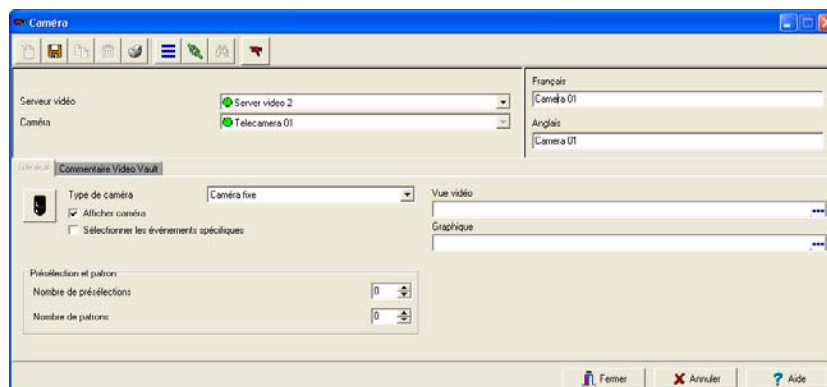 Caméra
Serveur vidéo
Server video 2
Caméra
Telecamera 01
Français
Camera 01
Anglais
Camera 01
Général
Commentaire Video Vault
Type de caméra
Caméra fixe
Afficher caméra
Sélectionner les événements spécifiques
Vue vidéo
Graphique
Présélection et patron
Nombre de présélections
0
Nombre de patrons
0
Fermer
Annuler
Aide